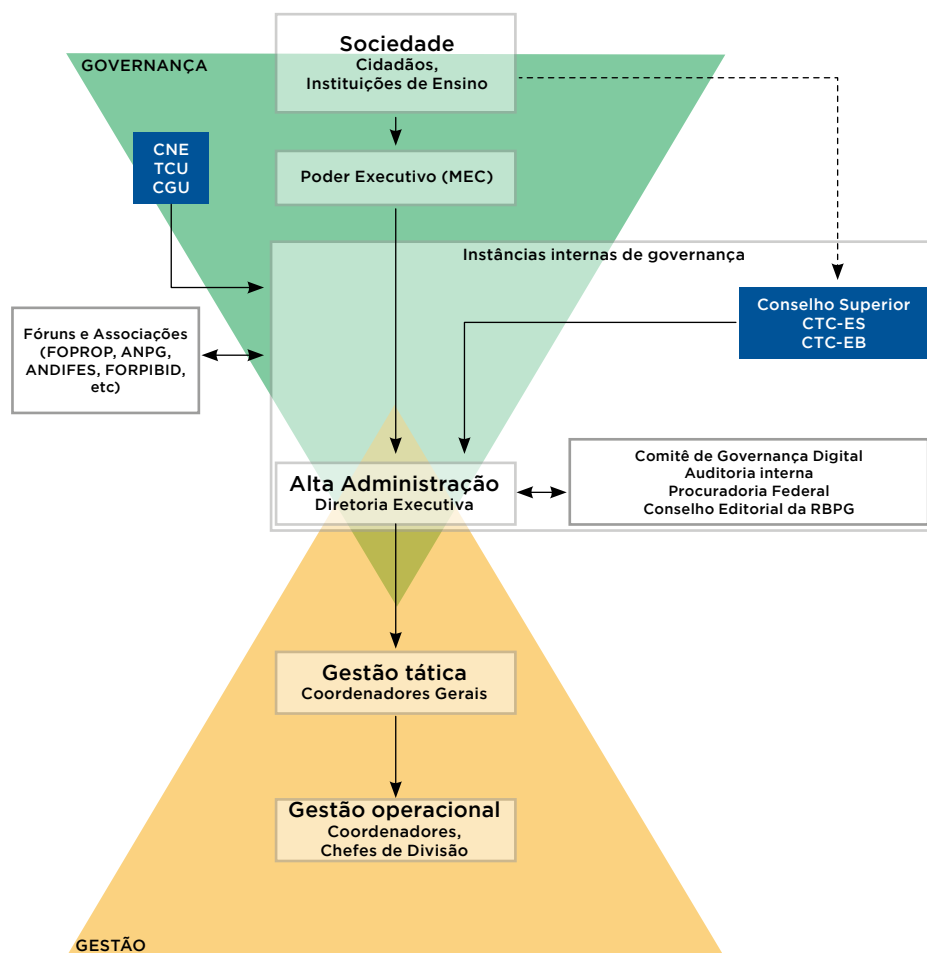 GOVERNANÇA
Sociedade
Cidadãos,
Instituições de Ensino
CNE
TCU
CGU
Poder Executivo (MEC)
Instâncias internas de governança
Conselho Superior
CTC-ES
CTC-EB
Fóruns e Associações
(FOPROP, ANPG,
ANDIFES, FORPIBID,
etc)
Alta Administração
Diretoria Executiva
Comitê de Governança Digital
Auditoria interna
Procuradoria Federal
Conselho Editorial da RBPG
Gestão tática
Coordenadores Gerais
Gestão operacional
Coordenadores,
Chefes de Divisão
GESTÃO